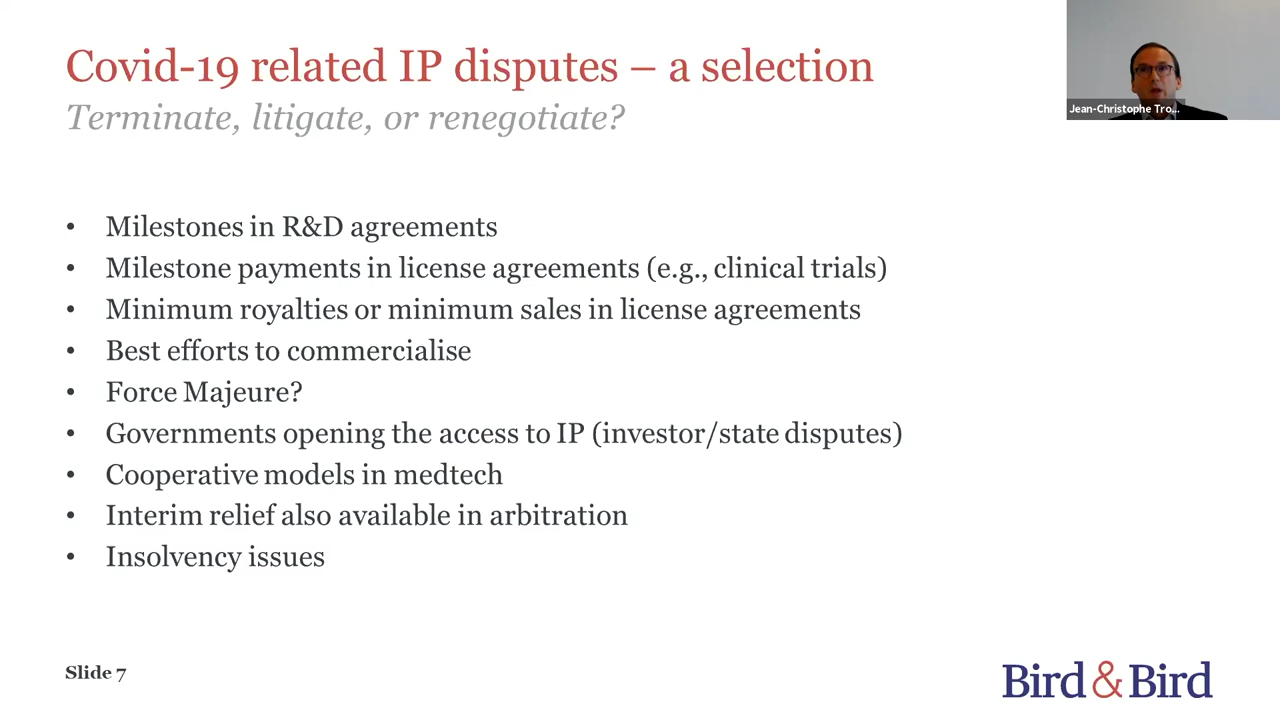 Covid-19 related IP disputes – a selection
Terminate, litigate, or renegotiate?
Jean-Christophe Tro...
• Milestones in R&D agreements
• Milestone payments in license agreements (e.g., clinical trials)
• Minimum royalties or minimum sales in license agreements
• Best efforts to commercialise
• Force Majeure?
• Governments opening the access to IP (investor/state disputes)
• Cooperative models in medtech
• Interim relief also available in arbitration
• Insolvency issues
Slide 7
Bird & Bird